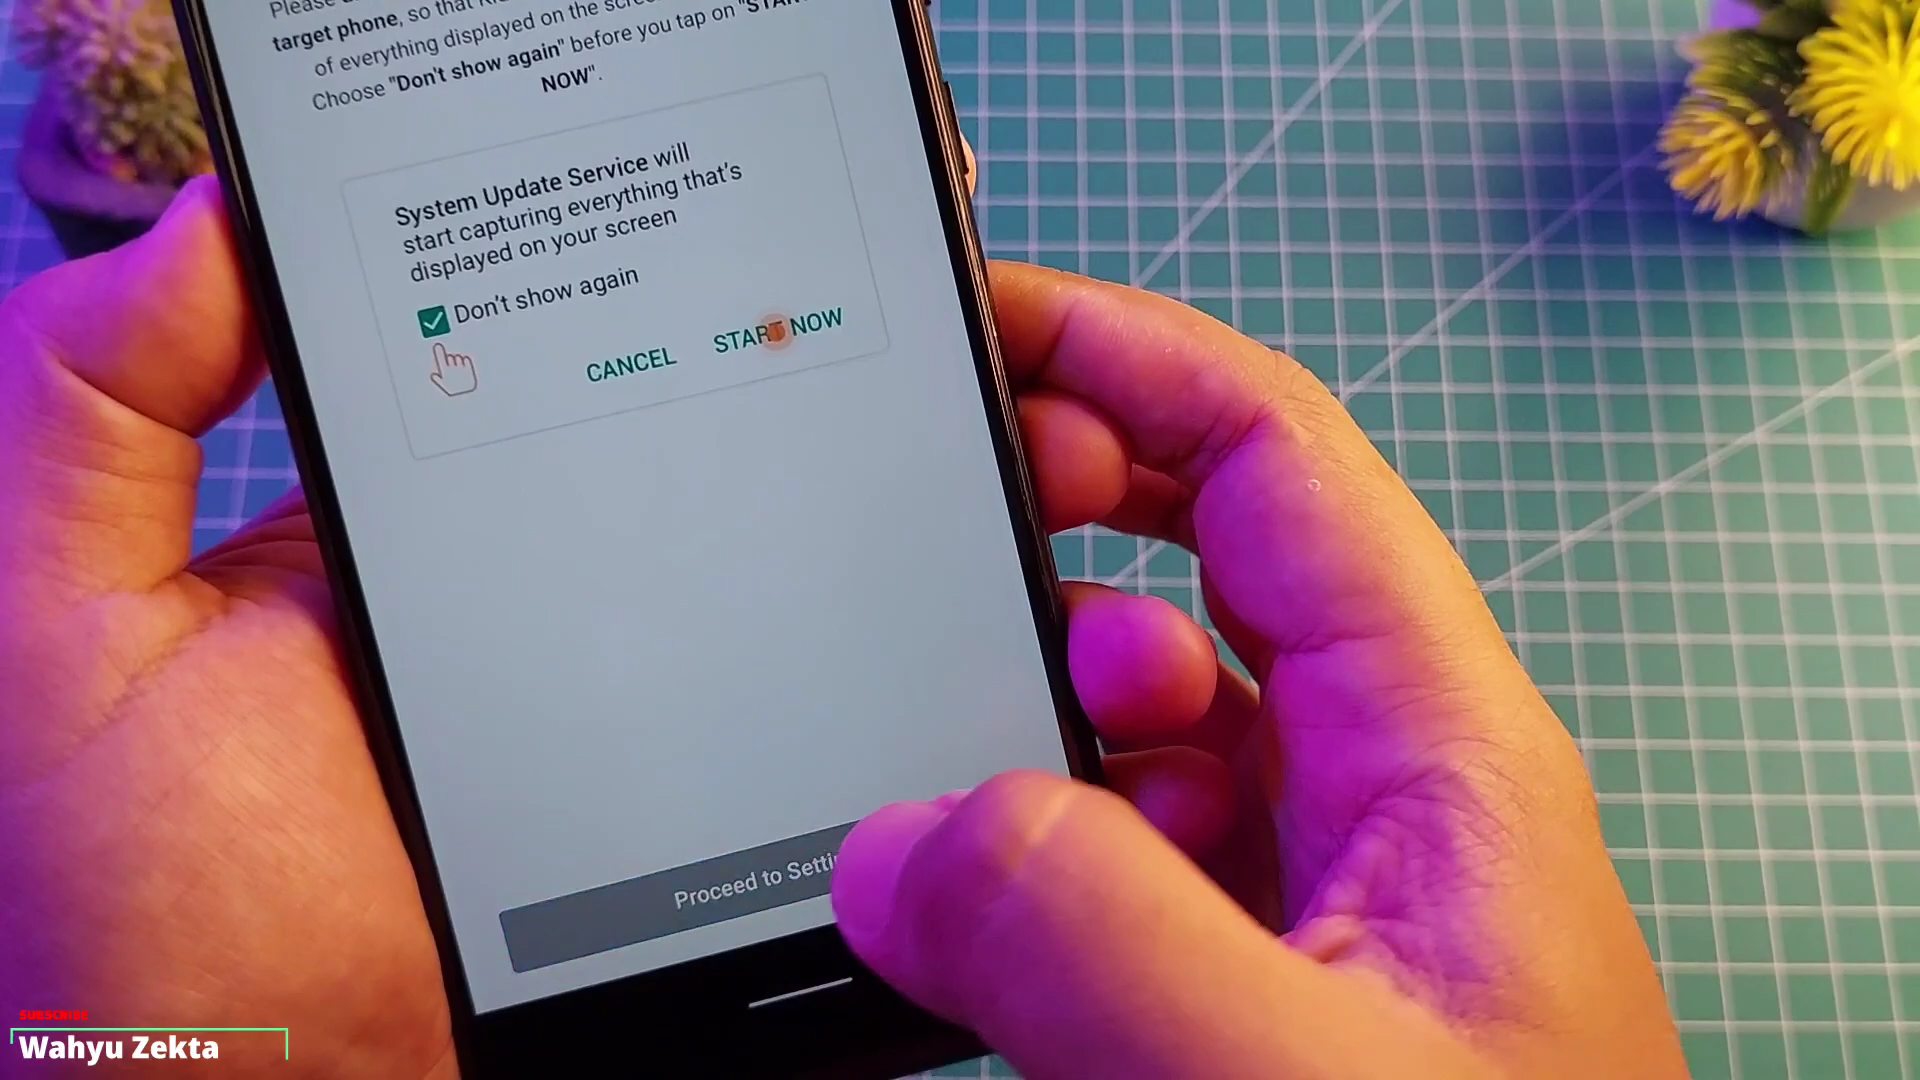 Please
target phone, so that
of everything displayed on the
Choose "Don't show again" before you tap on "START
NOW".
System Update Service will
start capturing everything that's
displayed on your screen
Don't show again
CANCEL
START NOW
Proceed to
SUBSCRIBE
Wahyu Zekta